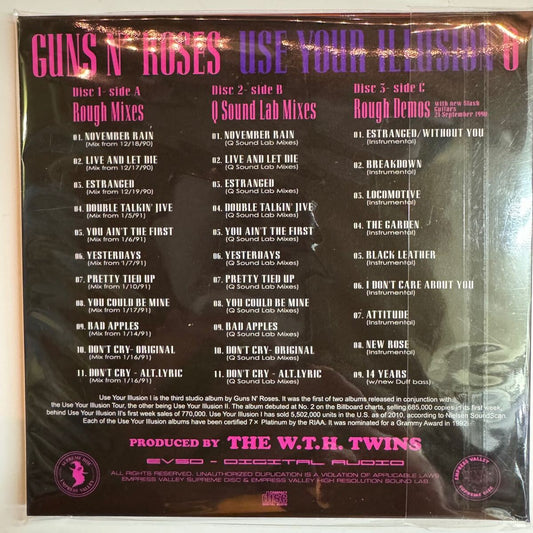 GUNS N' ROSES USE YOUR ILLUSION
Disc 1- side A
Rough Mixes
01. NOVEMBER RAIN
(Mix from 12/18/90)
02. LIVE AND LET DIE
(Mix from 12/17/90)
03. ESTRANGED
(Mix from 12/19/90)
04. DOUBLE TALKIN' JIVE
(Mix from 1/5/91)
05. YOU AIN'T THE FIRST
(Mix from 1/6/91)
06. YESTERDAYS
(Mix from 1/7/91)
07. PRETTY TIED UP
(Mix from 1/10/91)
08. YOU COULD BE MINE
(Mix from 1/17/91)
09. BAD APPLES
(Mix from 1/14/91)
10. DON'T CRY- ORIGINAL
(Mix from 1/16/91)
11. DON'T CRY - ALT.LYRIC
(Mix from 1/16/91)
Disc 2- side B
Q Sound Lab Mixes
01. NOVEMBER RAIN
(Q Sound Lab Mixes)
02. LIVE AND LET DIE
(Q Sound Lab Mixes)
03. ESTRANGED
(Q Sound Lab Mixes)
04. DOUBLE TALKIN' JIVE
(Q Sound Lab Mixes)
05. YOU AIN'T THE FIRST
(Q Sound Lab Mixes)
06. YESTERDAYS
(Q Sound Lab Mixes)
07. PRETTY TIED UP
(Q Sound Lab Mixes)
08. YOU COULD BE MINE
(Q Sound Lab Mixes)
09. BAD APPLES
(Q Sound Lab Mixes)
10. DON'T CRY- ORIGINAL
(Q Sound Lab Mixes)
11. DON'T CRY - ALT.LYRIC
(Q Sound Lab Mixes)
Disc 3- side C
Rough Demos with new Slash
Guitars
21 September 1990
01. ESTRANGED/WITHOUT YOU
(Instrumental)
02. BREAKDOWN
(Instrumental)
03. LOCOMOTIVE
(Instrumental)
04. THE GARDEN
(Instrumental)
05. BLACK LEATHER
(Instrumental)
06. I DON'T CARE ABOUT YOU
(Instrumental)
07. ATTITUDE
(Instrumental)
08. NEW ROSE
(Instrumental)
09. 14 YEARS
(w/new Duff bass)
Use Your Illusion I is the third studio album by Guns N' Roses. It was the first of two albums released in conjunction with
the Use Your Illusion Tour, the other being Use Your Illusion II. The album debuted at No. 2 on the Billboard charts, selling 685,000 copies in its first week,
behind Use Your Illusion II's first week sales of 770,000. Use Your Illusion I has sold 5,502,000 units in the U.S. as of 2010, according to Nielsen SoundScan.
Each of the Use Your Illusion albums have been certified 7× Platinum by the RIAA. It was nominated for a Grammy Award in 1992.
PRODUCED BY THE W.T.H. TWINS
EVSD - DIGITAL AUDIO
ALL RIGHTS RESERVED. UNAUTHORIZED DUPLICATION IS A VIOLATION OF APPLICABLE LAWS
EMPRESS VALLEY SUPREME DISC & EMPRESS VALLEY HIGH RESOLUTION SOUND LAB.
SUPREME DISC
EMPRESS VALLEY
EMPRESS VALLEY
SUPREME DISC